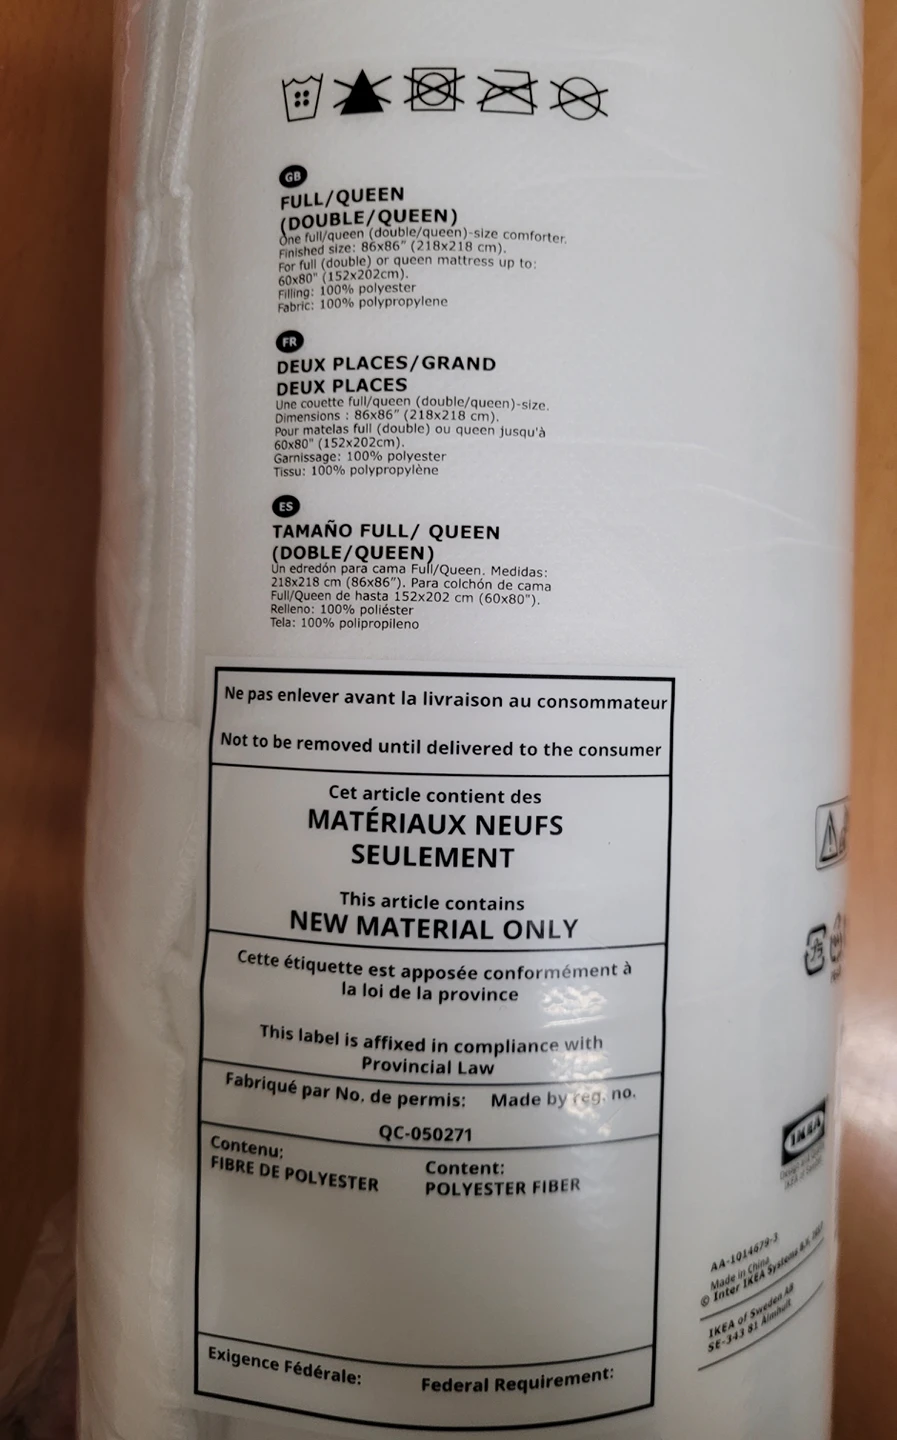 GB
FULL/QUEEN
(DOUBLE/QUEEN)
One full/queen (double/queen)-size comforter.
Finished size: 86x86" (218x218 cm).
For full (double) or queen mattress up to:
60x80" (152x202cm).
Filling: 100% polyester
Fabric: 100% polypropylene
FR
DEUX PLACES/GRAND
DEUX PLACES
Une couette full/queen (double/queen)-size.
Dimensions : 86x86" (218x218 cm).
Pour matelas full (double) ou queen jusqu'à
60x80" (152x202cm).
Garnissage: 100% polyester
Tissu: 100% polypropylène
ES
TAMAÑO FULL/ QUEEN
(DOBLE/QUEEN)
Un edredón para cama Full/Queen. Medidas:
218x218 cm (86x86"). Para colchón de cama
Full/Queen de hasta 152x202 cm (60x80").
Relleno: 100% poliéster
Tela: 100% polipropileno
Ne pas enlever avant la livraison au consommateur
Not to be removed until delivered to the consumer
Cet article contient des
MATÉRIAUX NEUFS
SEULEMENT
This article contains
NEW MATERIAL ONLY
Cette étiquette est apposée conformément à
la loi de la province
This label is affixed in compliance with
Provincial Law
Fabriqué par No. de permis: Made by reg. no.
QC-050271
Contenu:
FIBRE DE POLYESTER
Content:
POLYESTER FIBER
Exigence Fédérale: Federal Requirement:
IKEA
Design and Quality
IKEA of Sweden
AA-1014679-3
Made in China
© Inter IKEA Systems B.V.
IKEA of Sweden AB
SE-343 81 Älmhult